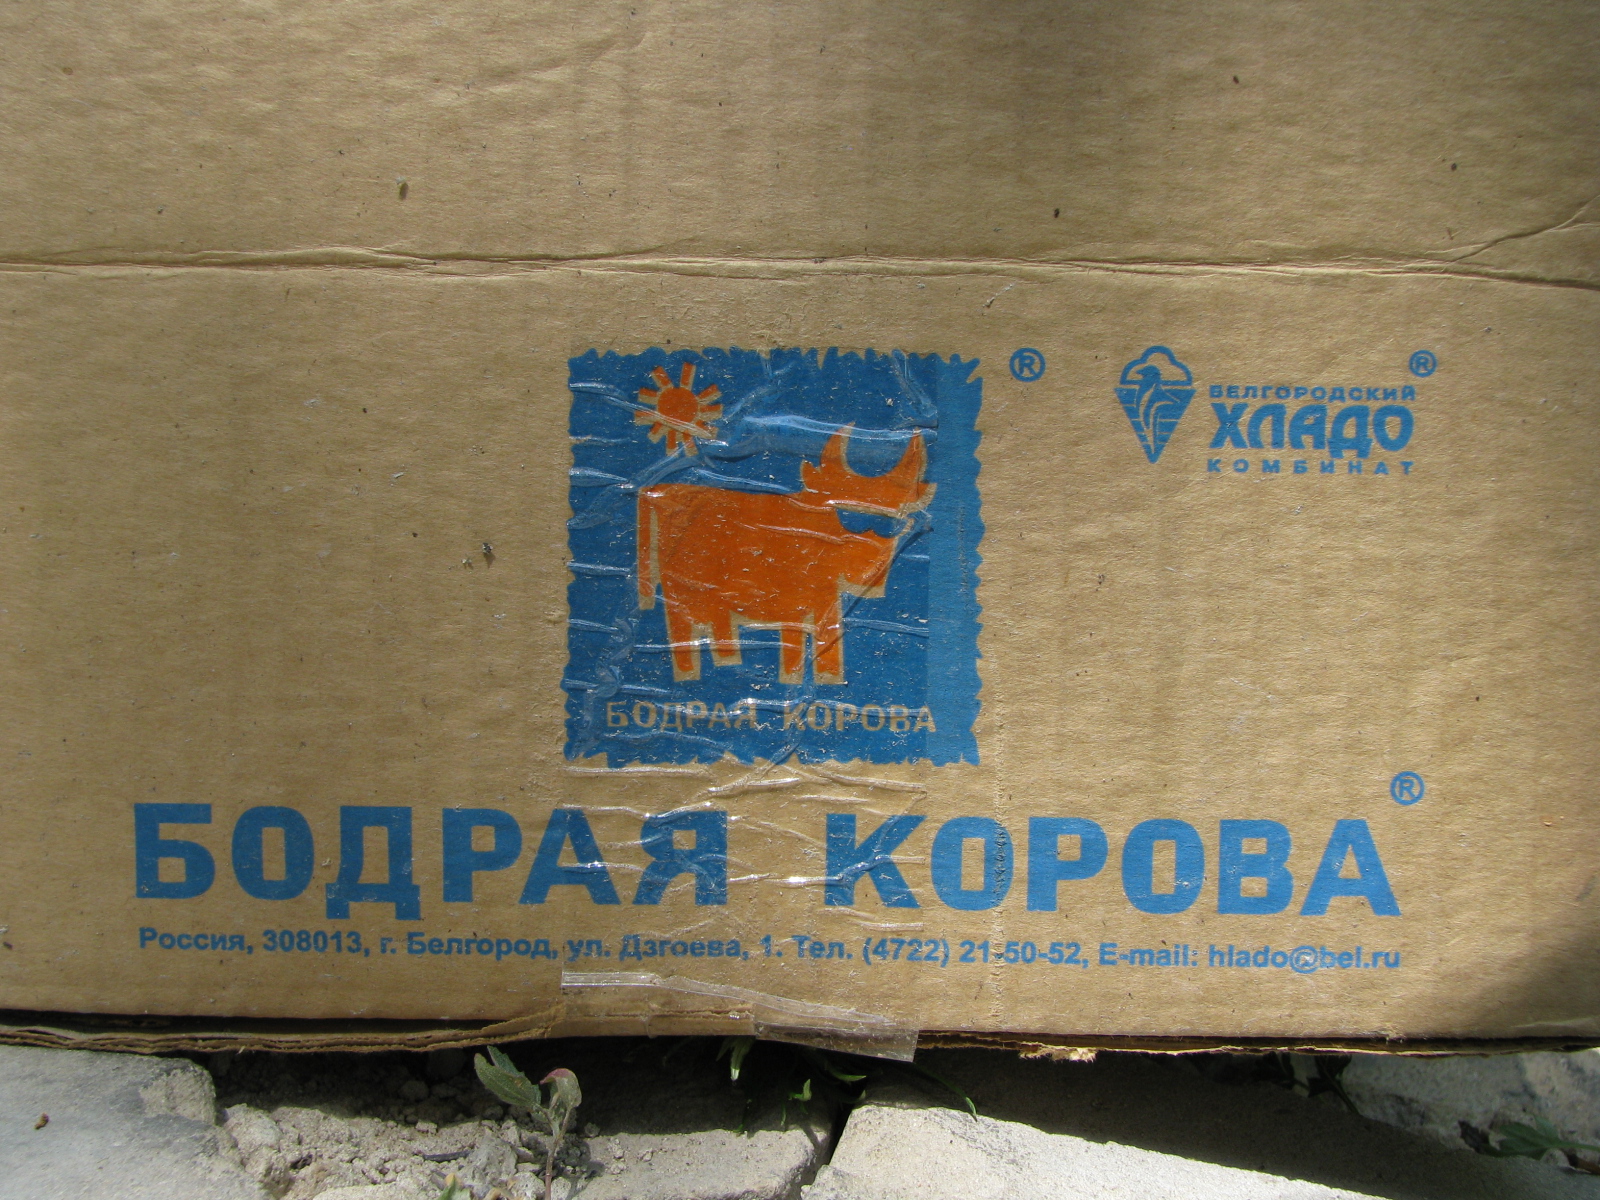 ®
®
БЕЛГОРОДСКИЙ
ХЛАДО
КОМБИНАТ
БОДРАЯ КОРОВА
®
БОДРАЯ КОРОВА
Россия, 308013, г. Белгород, ул. Дзгоева, 1. Тел. (4722) 21-50-52, E-mail: hlado@bel.ru